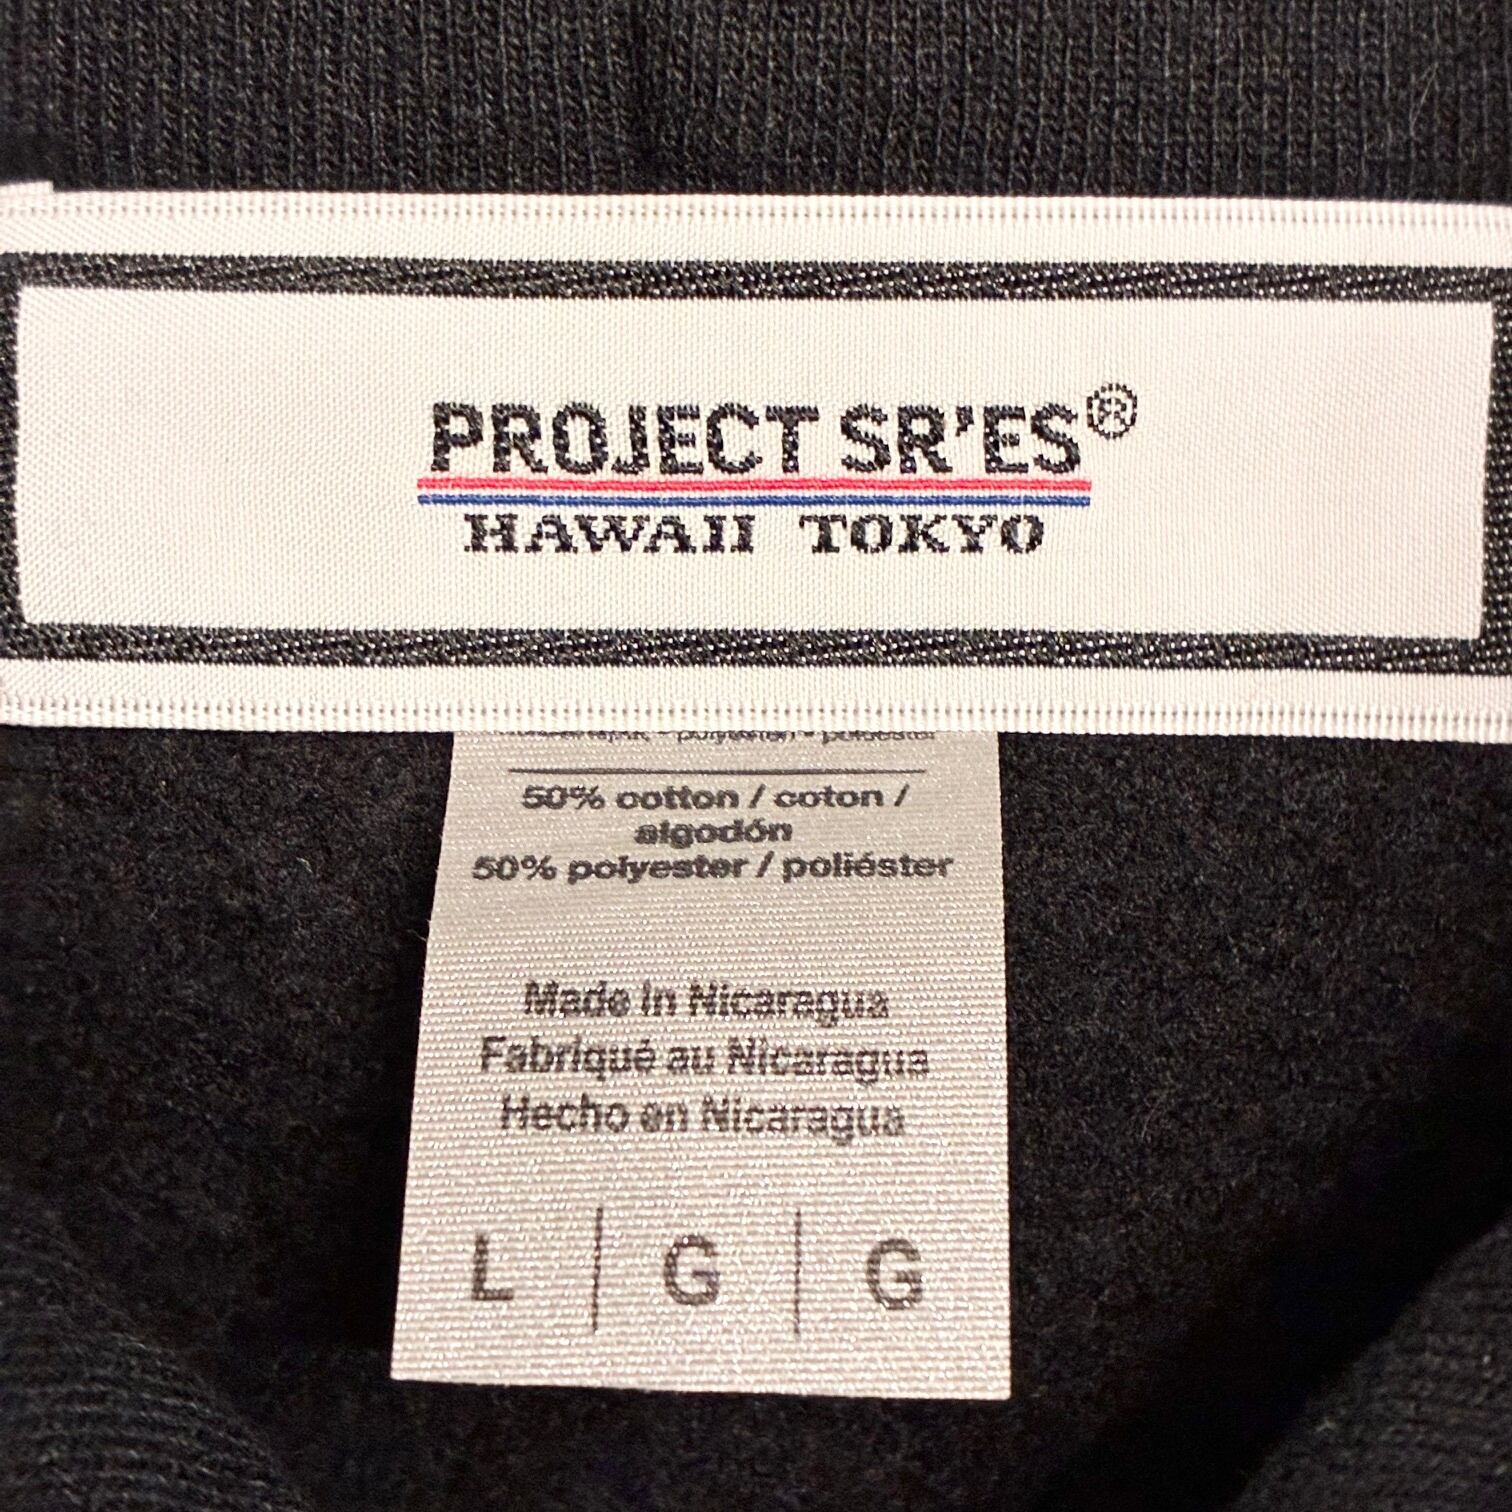 PROJECT SR'ES®
HAWAII TOKYO
polyester
50% cotton / coton /
algodón
50% polyester / poliéster
Made in Nicaragua
Fabriqué au Nicaragua
Hecho en Nicaragua
L | G | G